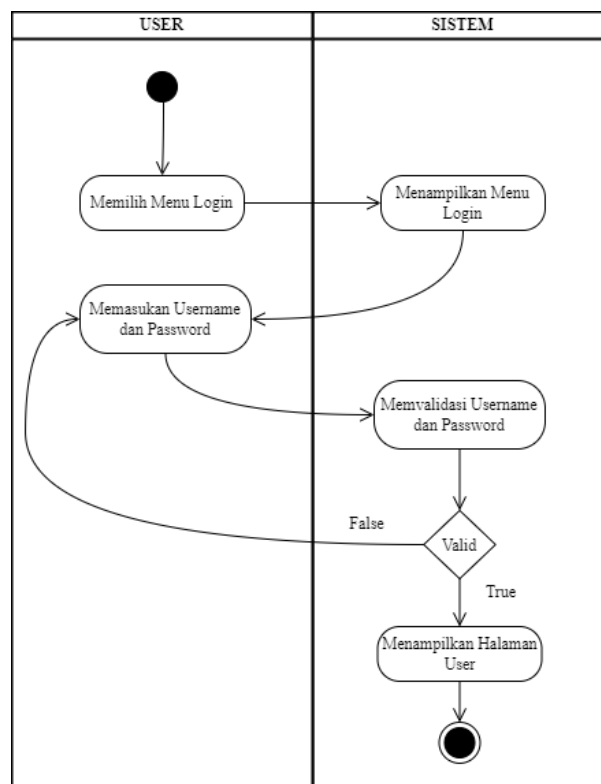 USER
SISTEM
Memilih Menu Login
Menampilkan Menu
Login
Memasukan Username
dan Password
Memvalidasi Username
dan Password
False
Valid
True
Menampilkan Halaman
User